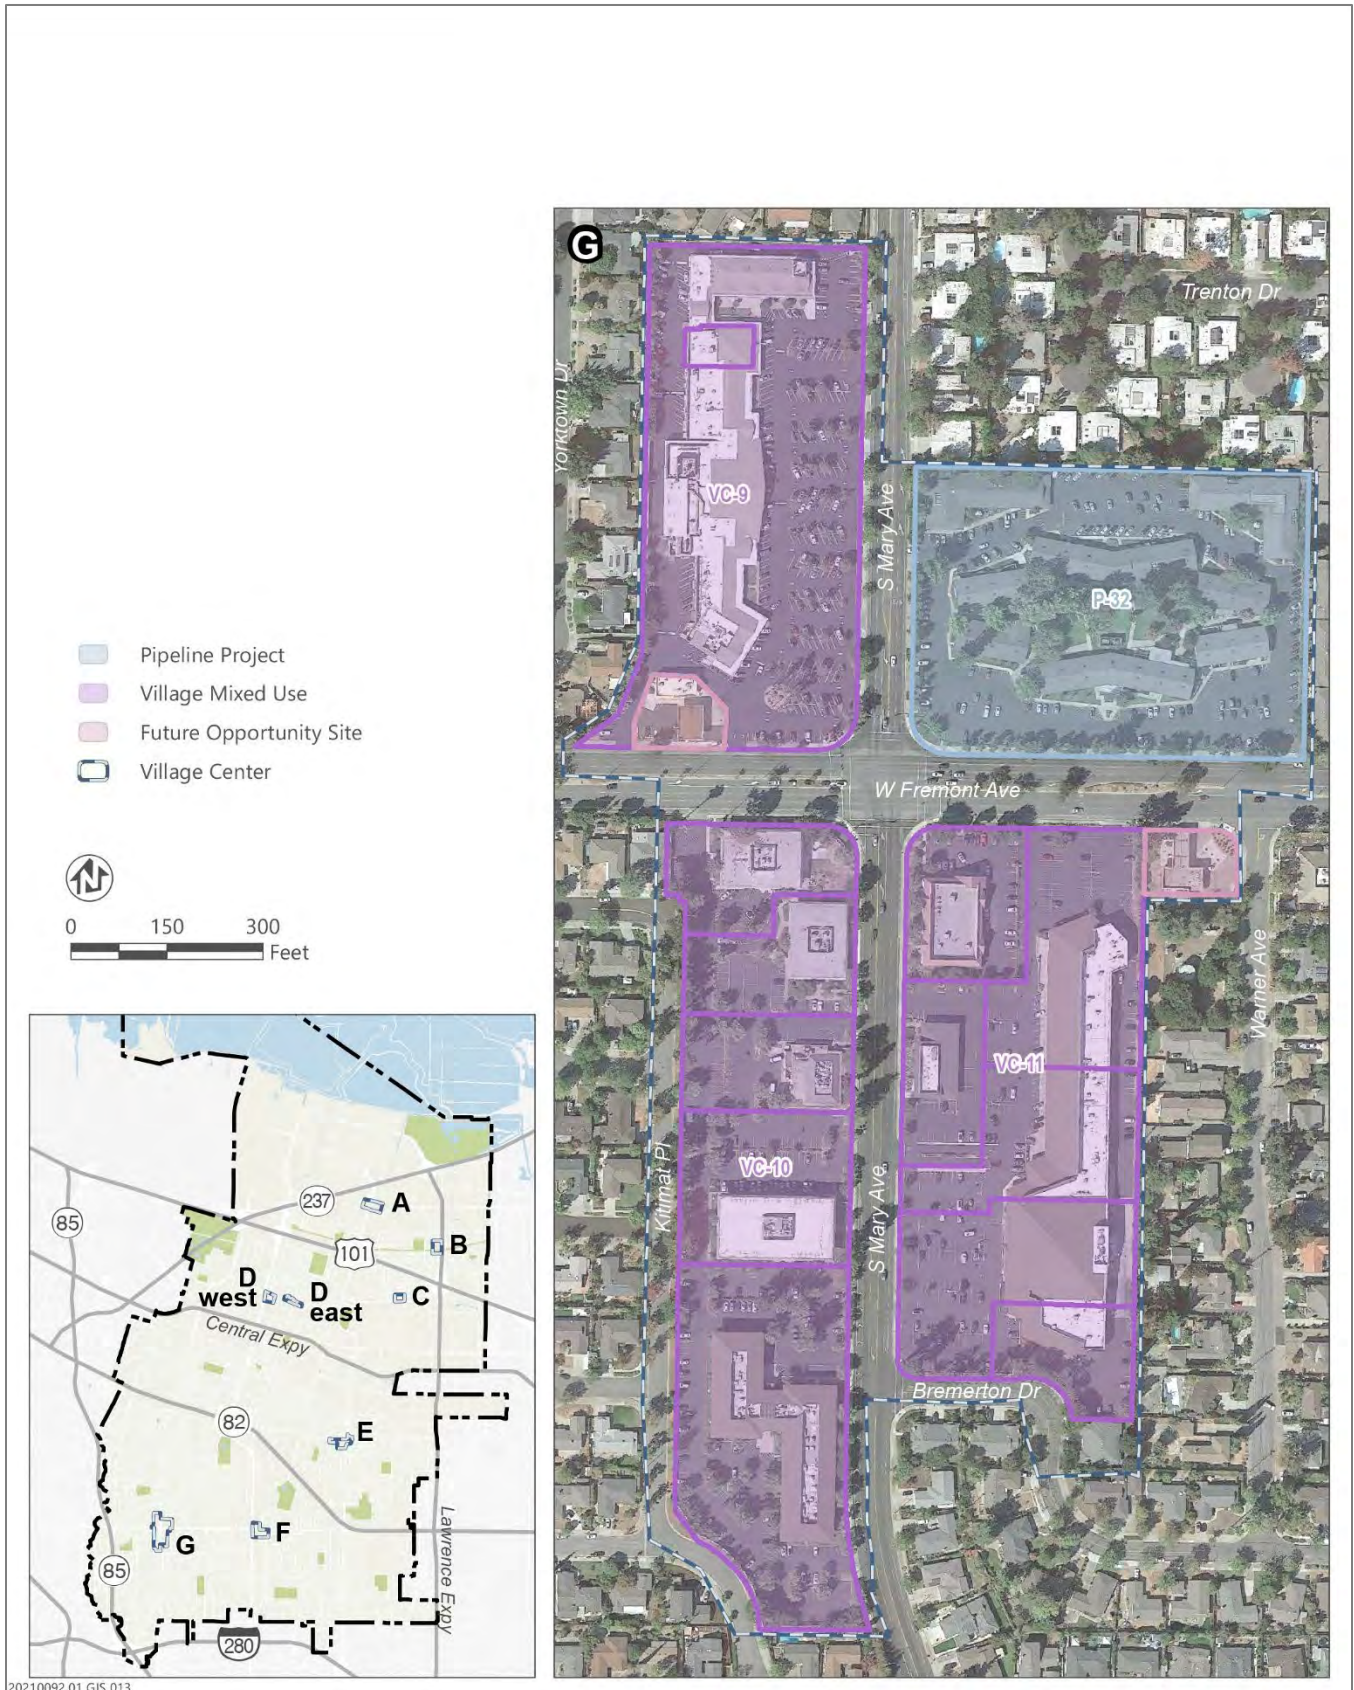 G
Trenton Dr
Yorktown Dr
VC-9
S Mary Ave
P-32
Pipeline Project
Village Mixed Use
Future Opportunity Site
Village Center
W Fremont Ave
N
0 150 300
Feet
Warner Ave
VC-11
VC-10
Kitimat Pl
S Mary Ave
Bremerton Dr
237
A
85
101
B
D
west
D
east
C
Central Expy
82
E
G
F
85
Lawrence Expy
280
20210092.01 GIS 013